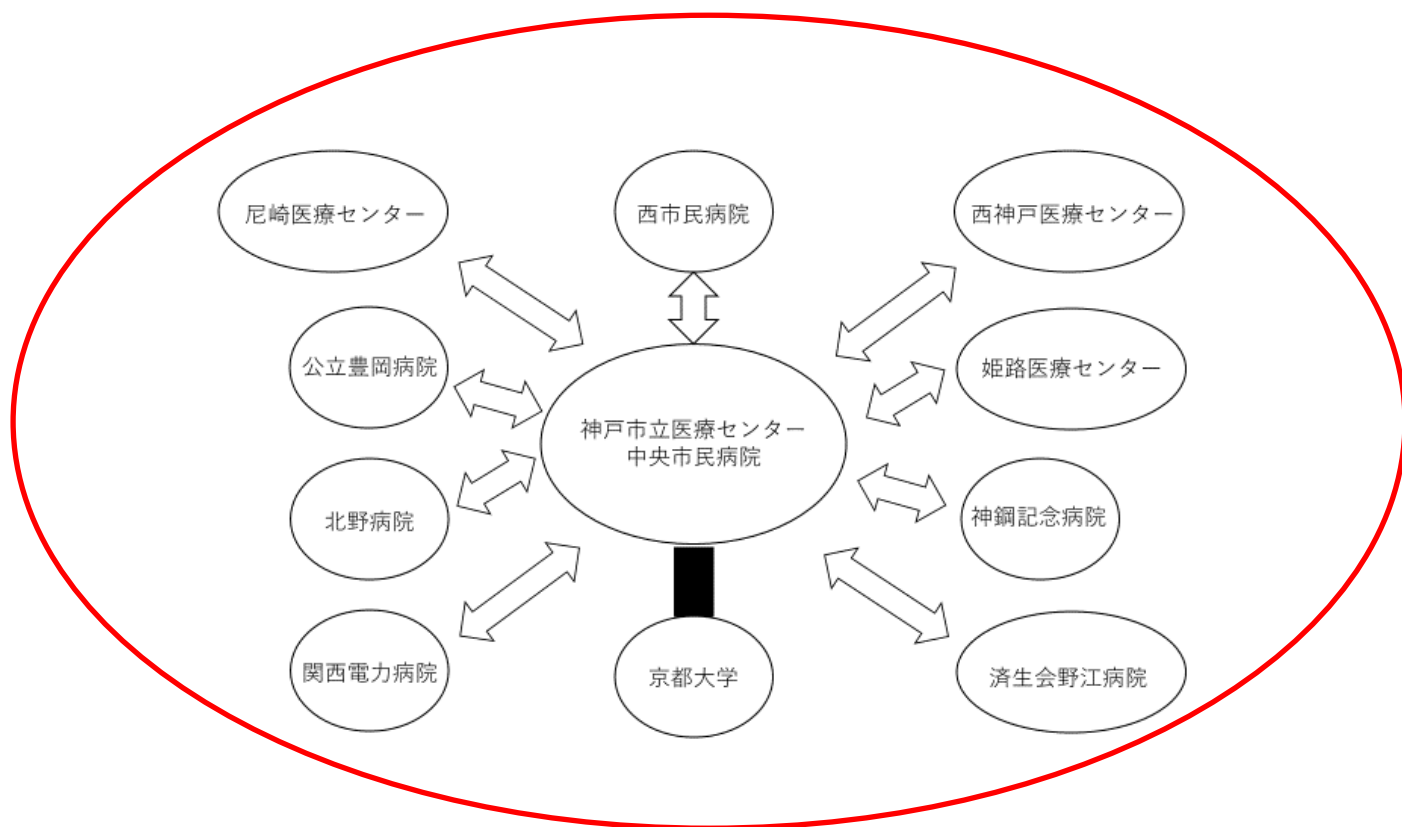 尼崎医療センター
西市民病院
西神戸医療センター
公立豊岡病院
姫路医療センター
神戸市立医療センター
中央市民病院
北野病院
神鋼記念病院
関西電力病院
京都大学
済生会野江病院